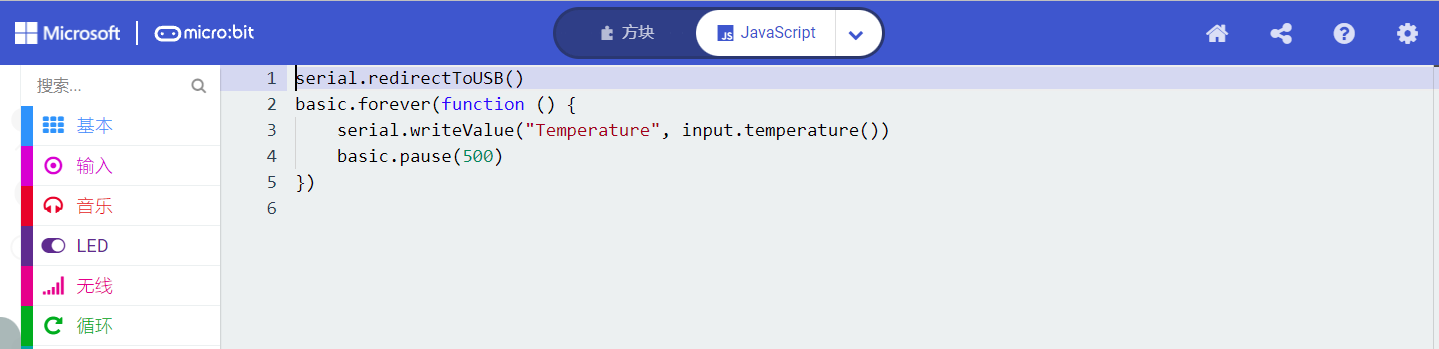 Microsoft micro:bit 方块 JavaScript
搜索...
基本
输入
音乐
LED
无线
循环
1 serial.redirectToUSB()
2 basic.forever(function () {
3     serial.writeValue("Temperature", input.temperature())
4     basic.pause(500)
5 })
6